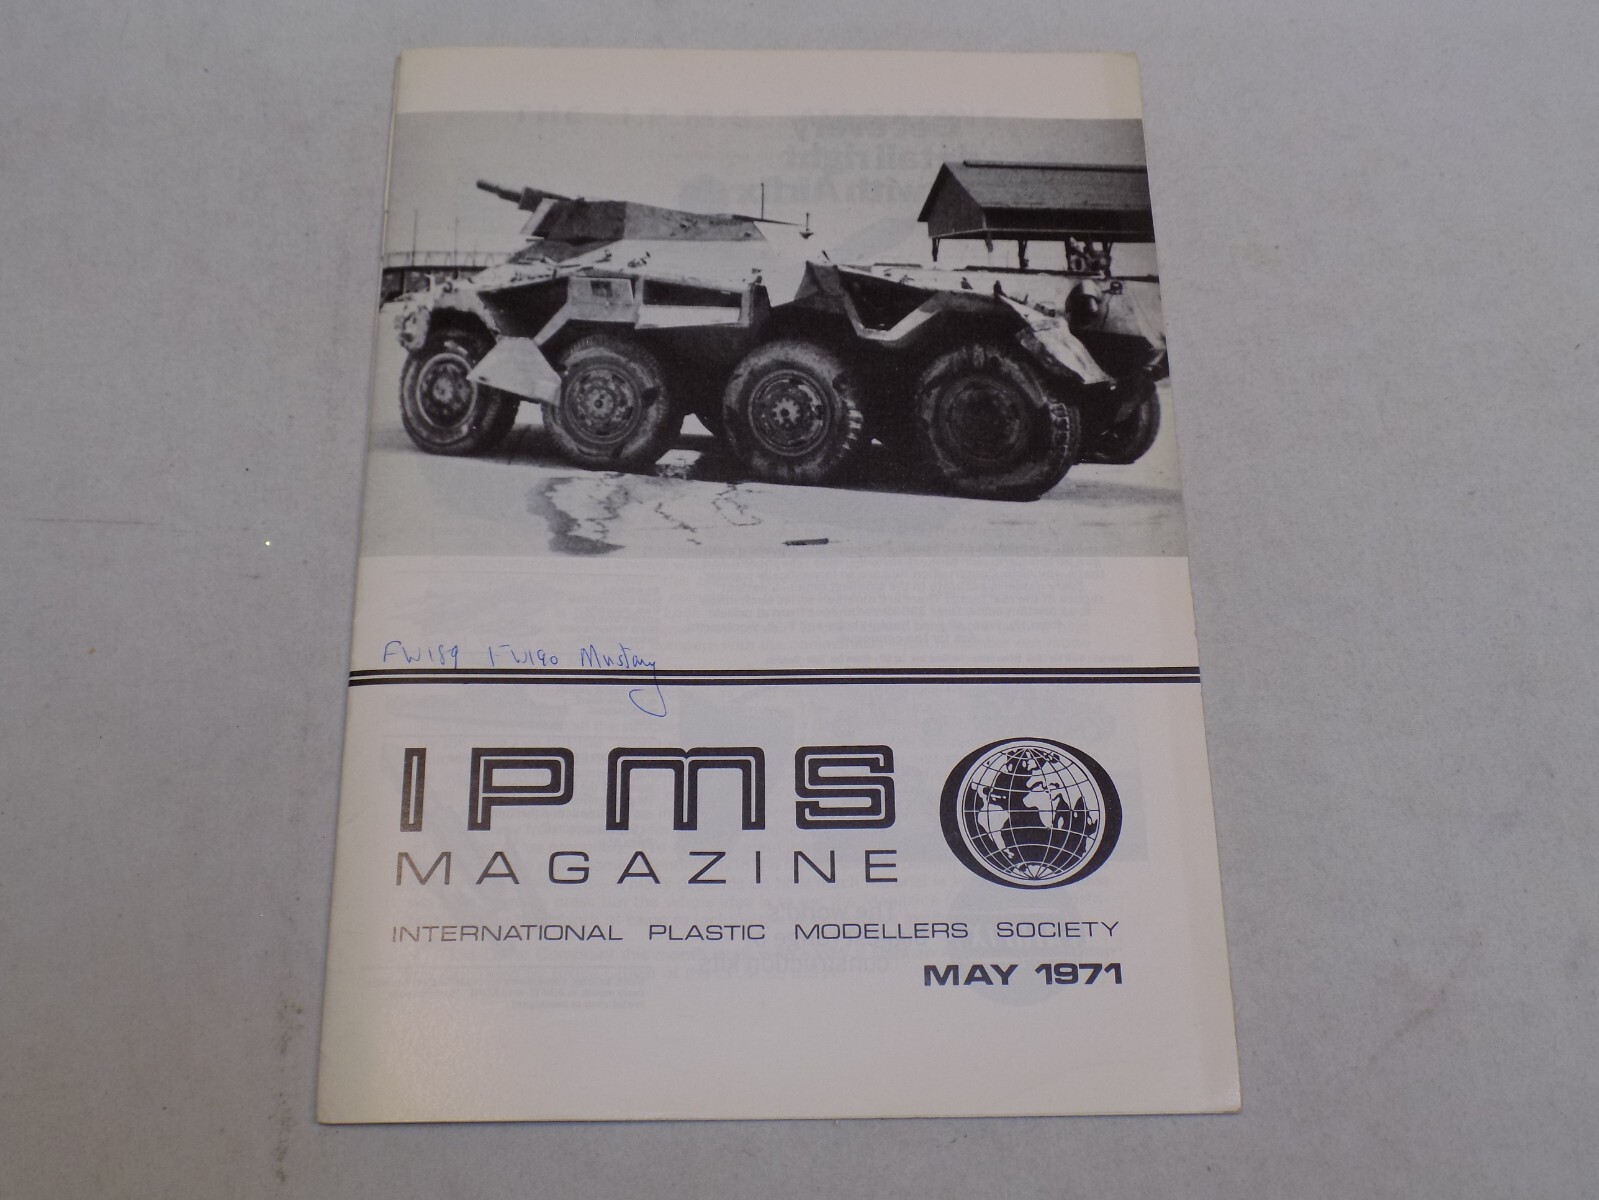 FW189 FW190 Mustang
IPMS
MAGAZINE
INTERNATIONAL PLASTIC MODELLERS SOCIETY
MAY 1971